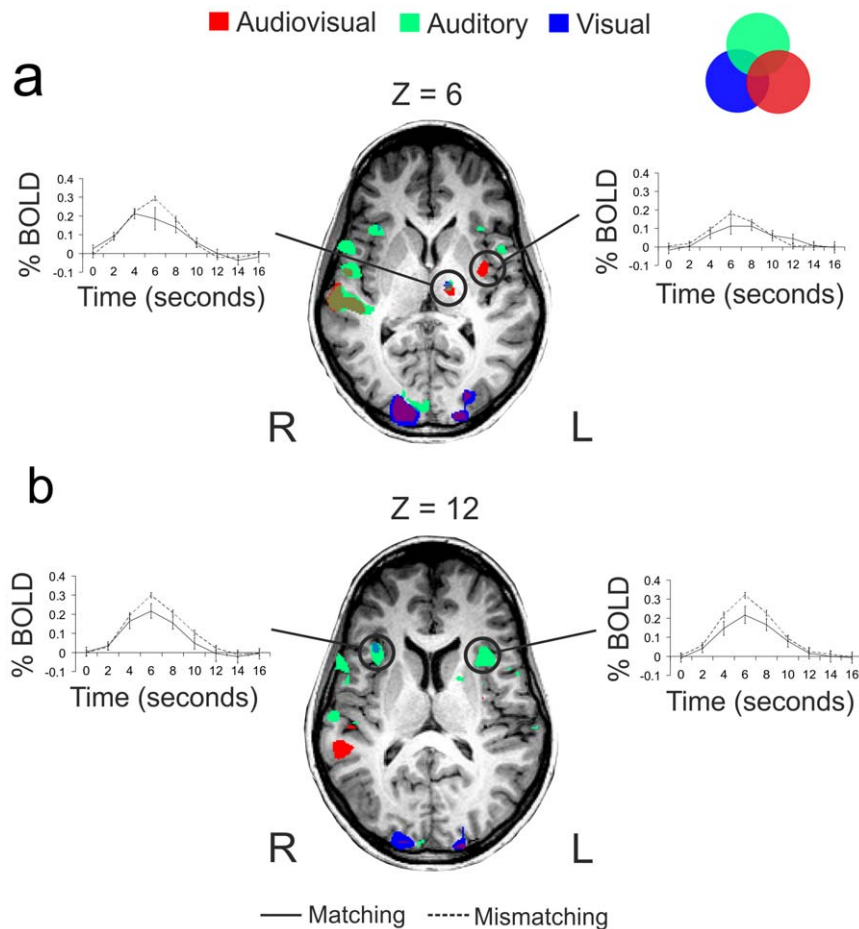 Audiovisual Auditory Visual
a
Z = 6
% BOLD
0.4
0.3
0.2
0.1
0
-0.1
0 2 4 6 8 10 12 14 16
Time (seconds)
% BOLD
0.4
0.3
0.2
0.1
0
-0.1
0 2 4 6 8 10 12 14 16
Time (seconds)
R L
b
Z = 12
% BOLD
0.4
0.3
0.2
0.1
0
-0.1
0 2 4 6 8 10 12 14 16
Time (seconds)
% BOLD
0.4
0.3
0.2
0.1
0
-0.1
0 2 4 6 8 10 12 14 16
Time (seconds)
R L
Matching Mismatching